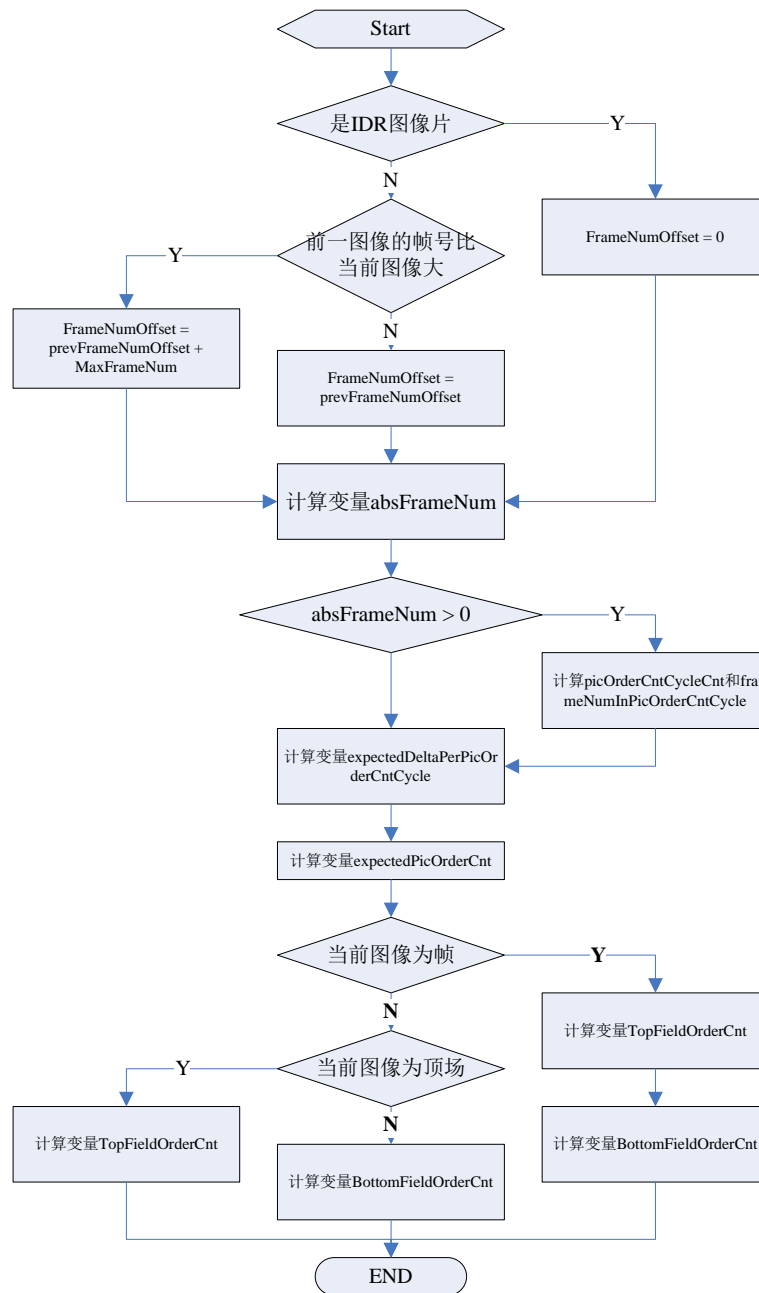 Start
是IDR图像片
Y
N
前一图像的帧号比
当前图像大
Y
FrameNumOffset = 0
N
FrameNumOffset =
prevFrameNumOffset +
MaxFrameNum
FrameNumOffset =
prevFrameNumOffset
计算变量absFrameNum
absFrameNum > 0
Y
计算picOrderCntCycleCnt和fra
meNumInPicOrderCntCycle
计算变量expectedDeltaPerPicOr
derCntCycle
计算变量expectedPicOrderCnt
当前图像为帧
Y
N
计算变量TopFieldOrderCnt
当前图像为顶场
Y
N
计算变量TopFieldOrderCnt
计算变量BottomFieldOrderCnt
计算变量BottomFieldOrderCnt
END